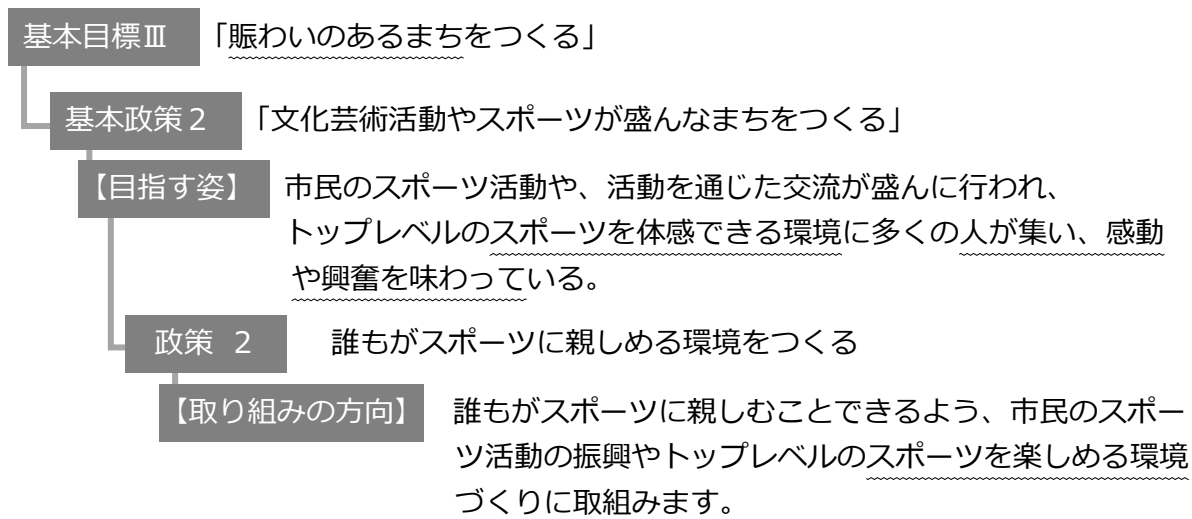 基本目標Ⅲ 「賑わいのあるまちをつくる」
基本政策２ 「文化芸術活動やスポーツが盛んなまちをつくる」
【目指す姿】 市民のスポーツ活動や、活動を通じた交流が盛んに行われ、
トップレベルのスポーツを体感できる環境に多くの人が集い、感動
や興奮を味わっている。
政策 ２ 誰もがスポーツに親しめる環境をつくる
【取り組みの方向】 誰もがスポーツに親しむことできるよう、市民のスポー
ツ活動の振興やトップレベルのスポーツを楽しめる環境
づくりに取組みます。